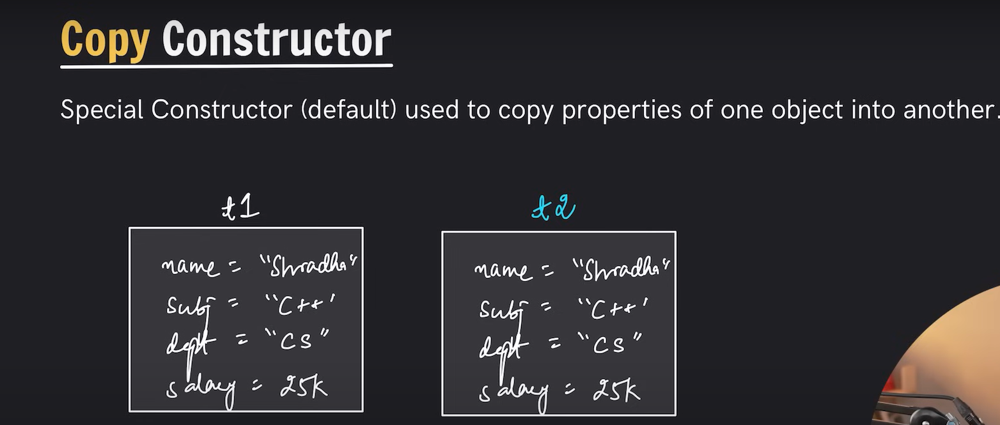 Copy Constructor
Special Constructor (default) used to copy properties of one object into another.
t1
name = "Shradha"
subj = "C++'
dept = "CS"
salary = 25K
t2
name = "Shradha"
subj = "C++'
dept = "CS"
salary = 25K